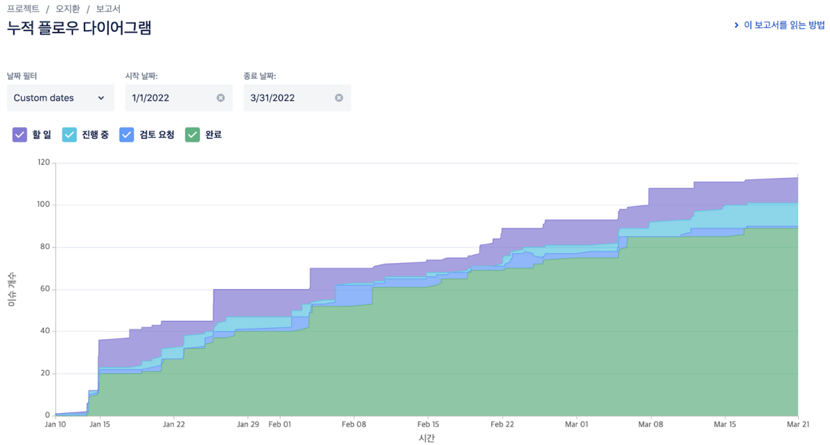 프로젝트 / 오지환 / 보고서
누적 플로우 다이어그램
이 보고서를 읽는 방법
날짜 필터
시작 날짜:
종료 날짜:
Custom dates
1/1/2022
3/31/2022
할 일
진행 중
검토 요청
완료
120
100
80
60
40
20
0
이슈 개수
Jan 10
Jan 15
Jan 22
Jan 29
Feb 01
Feb 08
Feb 15
Feb 22
Mar 01
Mar 08
Mar 15
Mar 21
시간